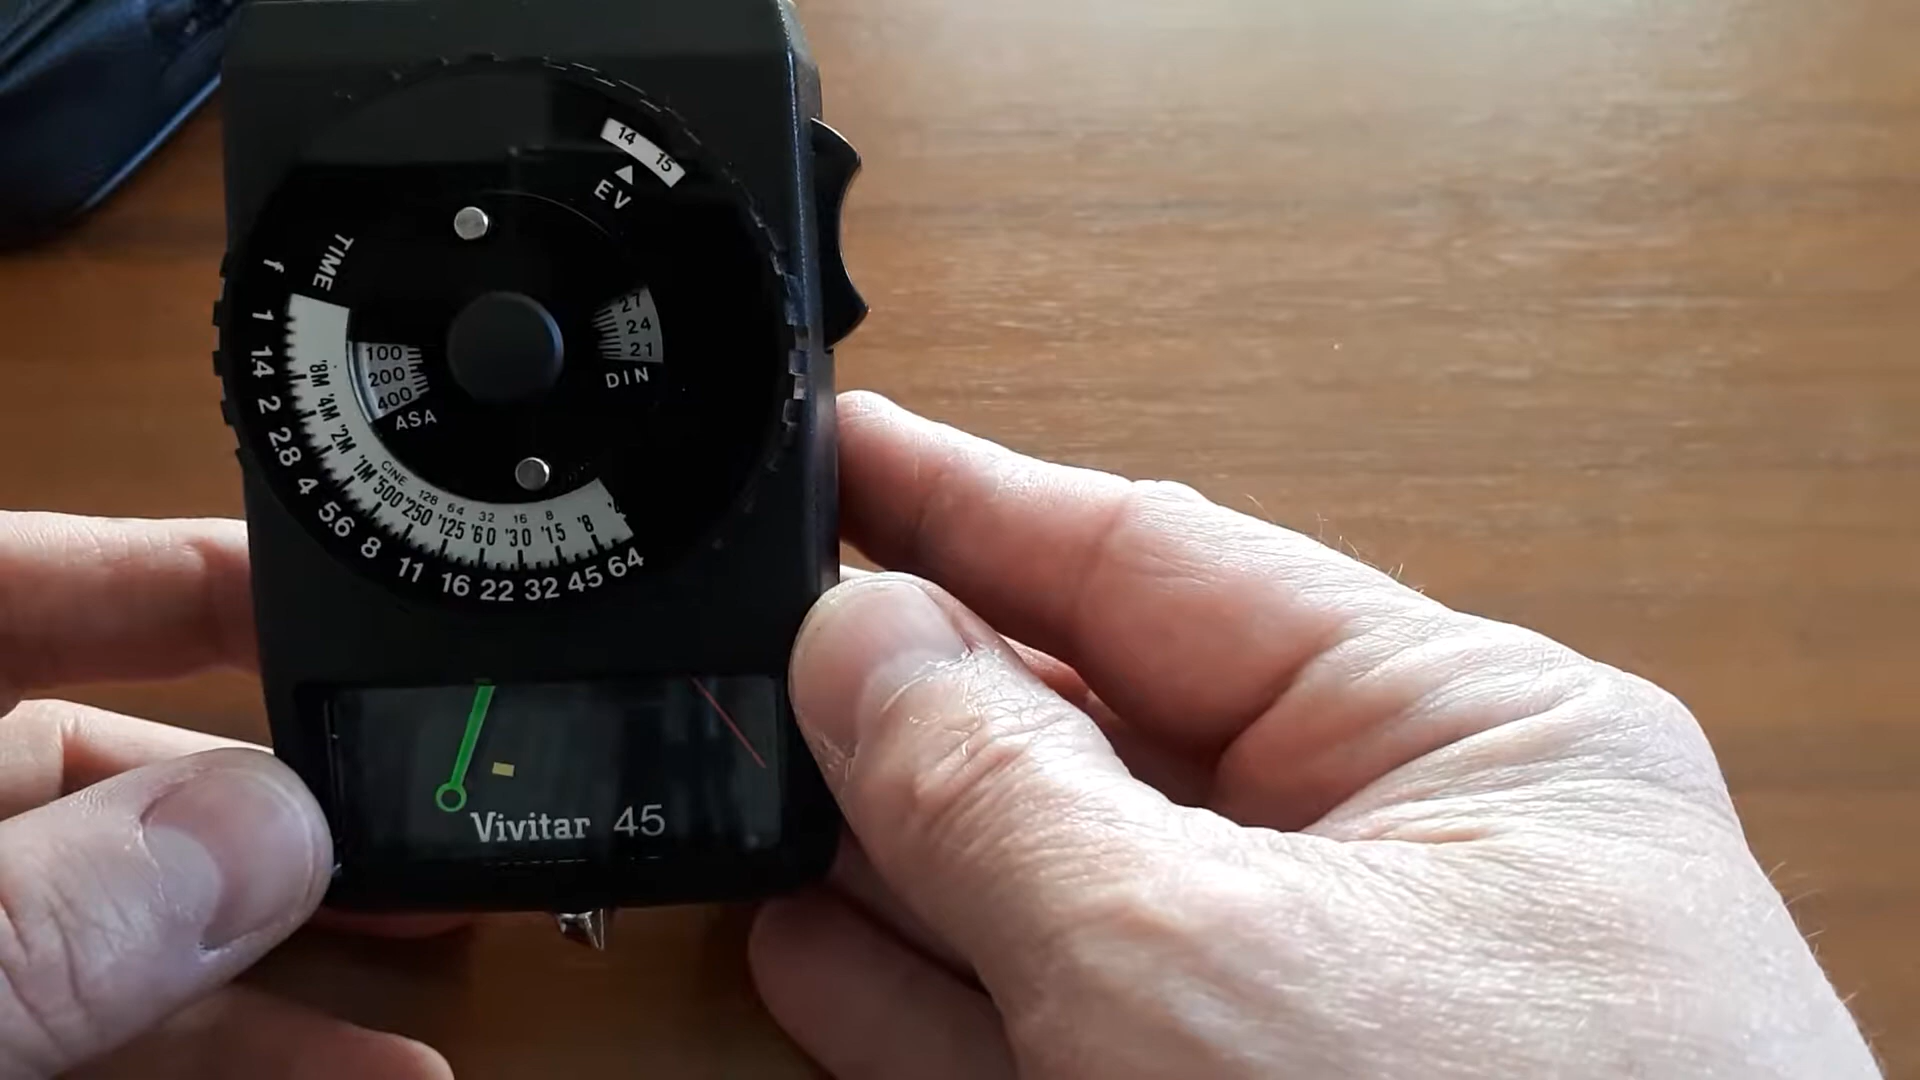 14 15
EV
TIME
f
1 1.4 2 2.8 4 5.6 8 11 16 22 32 45 64
'8M '4M '2M '1M '500 '250 '125 '60 '30 '15 '8 '4
CINE 128 64 32 16 8
100
200
400
ASA
27
24
21
DIN
Vivitar 45